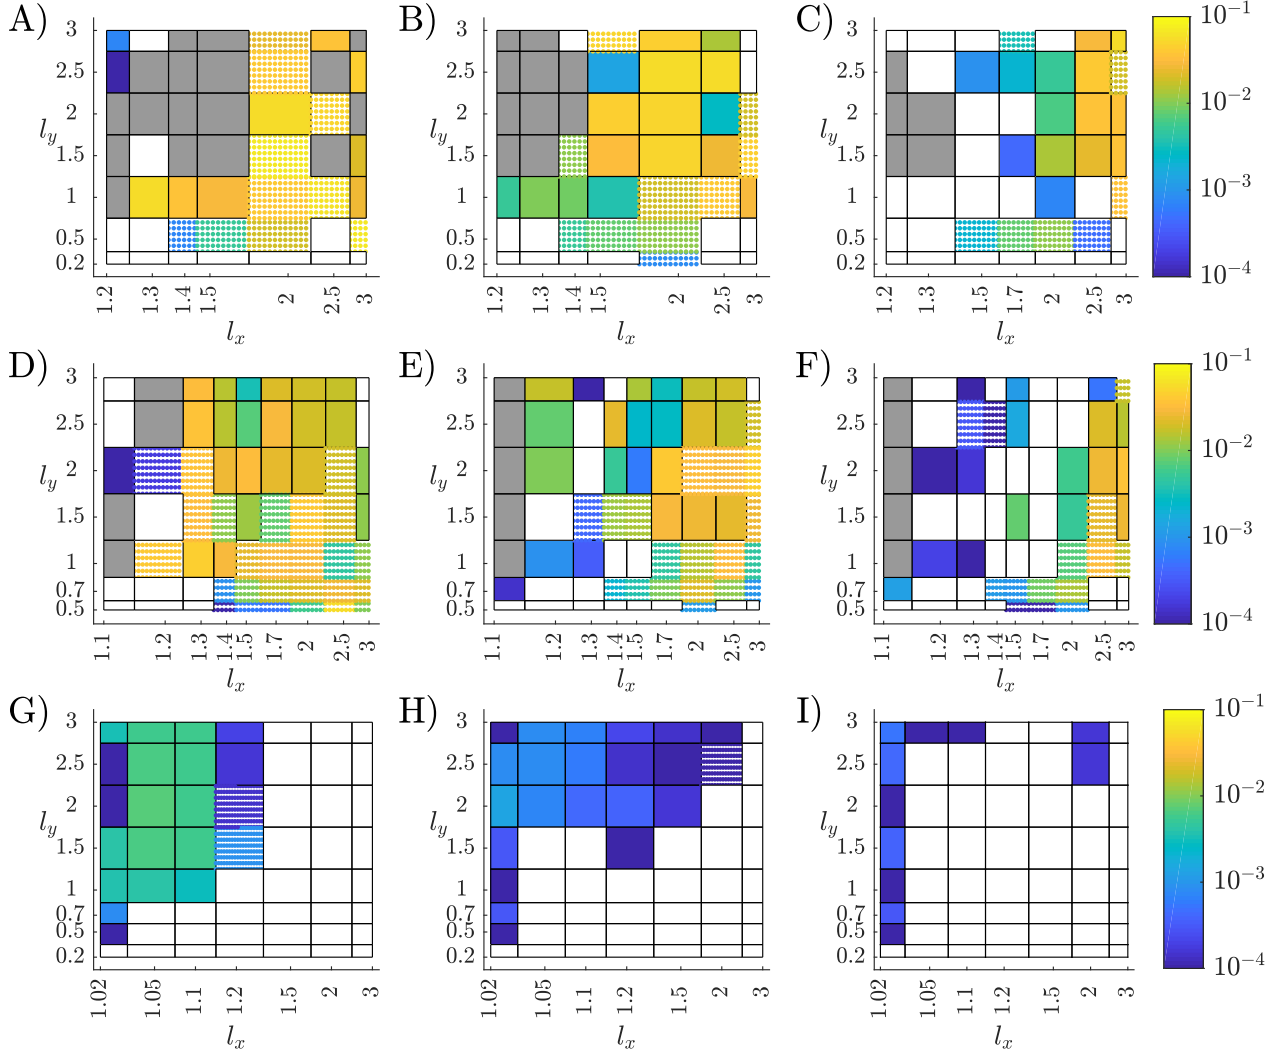 A) B) C)
3 3 3 10⁻¹
2.5 2.5 2.5
l_y 2 l_y 2 l_y 2 10⁻²
1.5 1.5 1.5
1 1 1 10⁻³
0.5 0.5 0.5
0.2 0.2 0.2 10⁻⁴
1.2 1.3 1.4 1.5 2 2.5 3 1.2 1.3 1.4 1.5 2 2.5 3 1.2 1.3 1.5 1.7 2 2.5 3
l_x l_x l_x
D) E) F)
3 3 3 10⁻¹
2.5 2.5 2.5
l_y 2 l_y 2 l_y 2 10⁻²
1.5 1.5 1.5
1 1 1 10⁻³
0.7 0.7 0.7
0.5 0.5 0.5 10⁻⁴
1.1 1.2 1.3 1.4 1.5 1.7 2 2.5 3 1.1 1.2 1.3 1.4 1.5 1.7 2 2.5 3 1.1 1.2 1.3 1.4 1.5 1.7 2 2.5 3
l_x l_x l_x
G) H) I)
3 3 3 10⁻¹
2.5 2.5 2.5
l_y 2 l_y 2 l_y 2 10⁻²
1.5 1.5 1.5
1 1 1 10⁻³
0.7 0.7 0.7
0.5 0.5 0.5
0.2 0.2 0.2 10⁻⁴
1.02 1.05 1.1 1.2 1.5 2 3 1.02 1.05 1.1 1.2 1.5 2 3 1.02 1.05 1.1 1.2 1.5 2 3
l_x l_x l_x